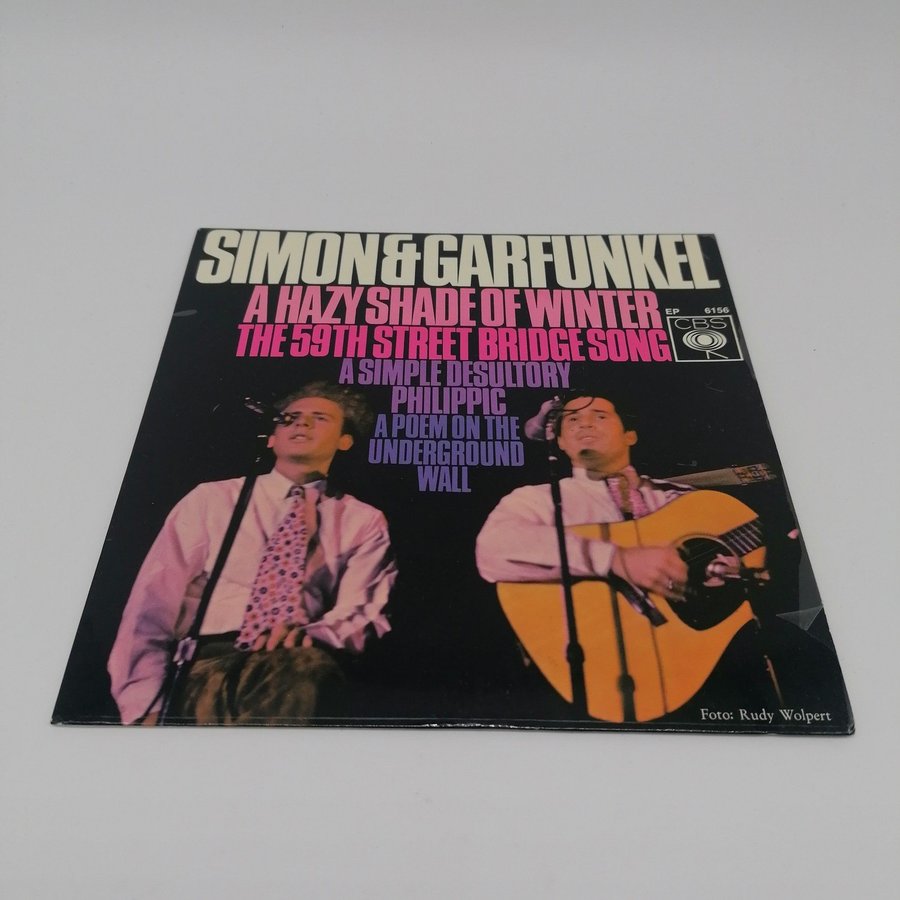 SIMON & GARFUNKEL
A HAZY SHADE OF WINTER
THE 59TH STREET BRIDGE SONG
EP 6156
CBS
A SIMPLE DESULTORY
PHILIPPIC
A POEM ON THE
UNDERGROUND
WALL
Foto: Rudy Wolpert